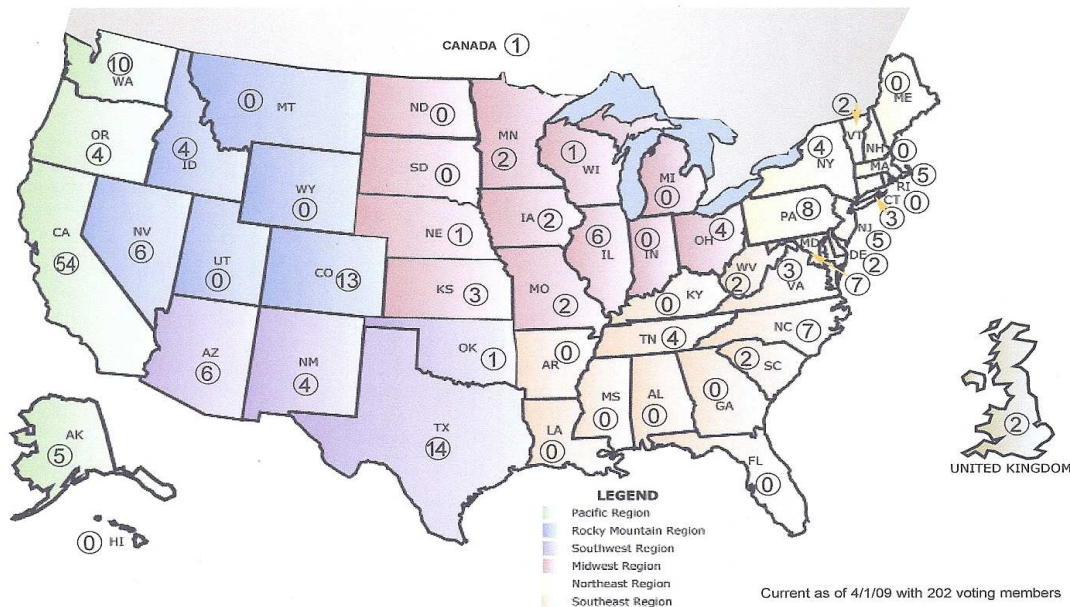 CANADA 1
10
WA
0 MT
ND
0
MN
2
0
ME
2
VT
NH
0
OR
4
4
ID
SD
0
1
WI
4
NY
MA
5
RI
WY
0
MI
0
CT
0
3
IA 2
PA 8
NJ
5
CA
54
NV
6
UT
0
NE 1
6
IL
0
IN
OH
4
MD
DE
2
7
CO 13
KS
3
MO
2
WV
2
3
VA
KY
0
AZ
6
NM
4
OK
1
AR
0
TN 4
NC 7
2
SC
MS
0
AL
0
0
GA
TX
14
LA
0
2
UNITED KINGDOM
AK
5
FL
0
0 HI
LEGEND
Pacific Region
Rocky Mountain Region
Southwest Region
Midwest Region
Northeast Region
Southeast Region
Current as of 4/1/09 with 202 voting members